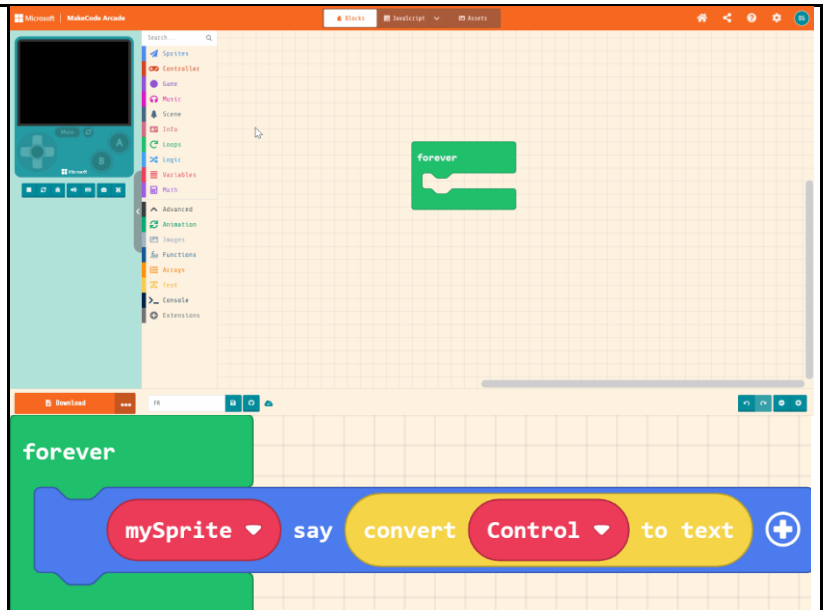 Microsoft | MakeCode Arcade
Blocks JavaScript Assets
Search...
Sprites
Controller
Game
Music
Scene
Info
Loops
Logic
Variables
Math
Advanced
Animation
Images
Functions
Arrays
Text
Console
Extensions
Menu
A
B
Microsoft
forever
Download
forever
mySprite say convert Control to text